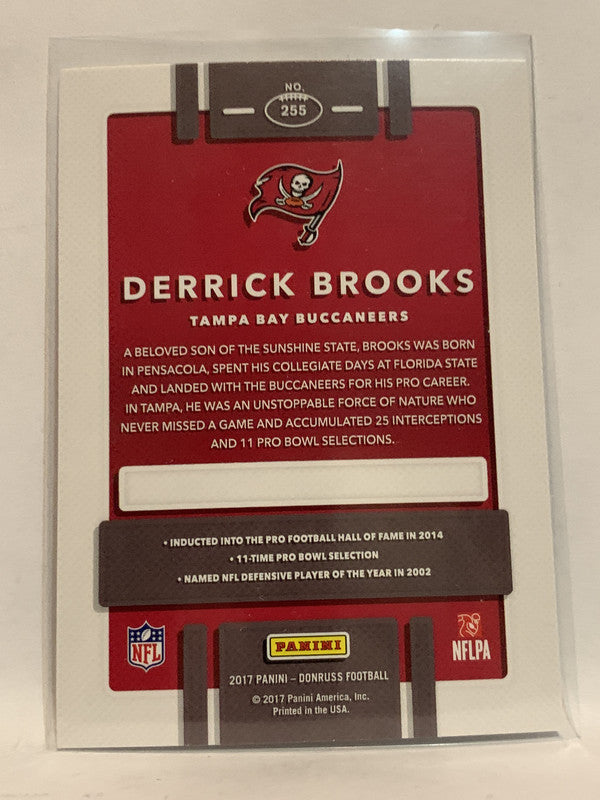 NO.
255
DERRICK BROOKS
TAMPA BAY BUCCANEERS
A BELOVED SON OF THE SUNSHINE STATE, BROOKS WAS BORN
IN PENSACOLA, SPENT HIS COLLEGIATE DAYS AT FLORIDA STATE
AND LANDED WITH THE BUCCANEERS FOR HIS PRO CAREER.
IN TAMPA, HE WAS AN UNSTOPPABLE FORCE OF NATURE WHO
NEVER MISSED A GAME AND ACCUMULATED 25 INTERCEPTIONS
AND 11 PRO BOWL SELECTIONS.
• INDUCTED INTO THE PRO FOOTBALL HALL OF FAME IN 2014
• 11-TIME PRO BOWL SELECTION
• NAMED NFL DEFENSIVE PLAYER OF THE YEAR IN 2002
NFL
PANINI
NFLPA
2017 PANINI – DONRUSS FOOTBALL
© 2017 Panini America, Inc.
Printed in the USA.